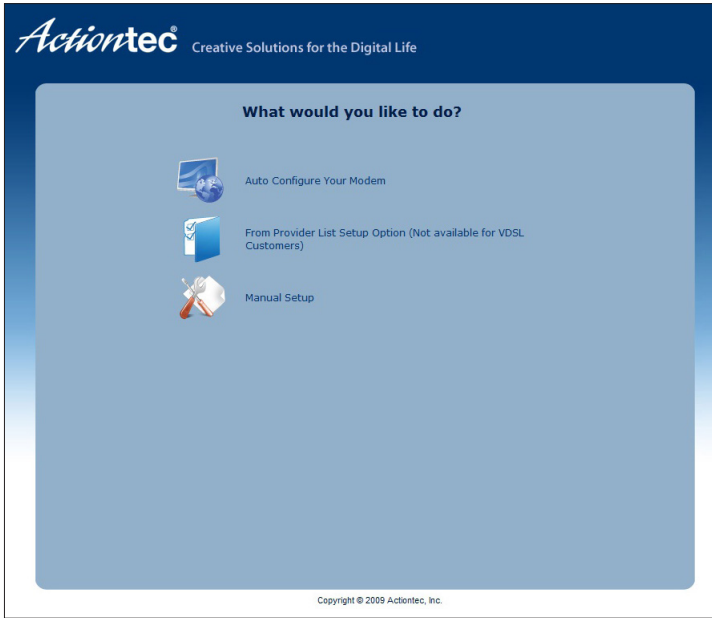 Actiontec® Creative Solutions for the Digital Life
What would you like to do?
Auto Configure Your Modem
From Provider List Setup Option (Not available for VDSL
Customers)
Manual Setup
Copyright © 2009 Actiontec, Inc.